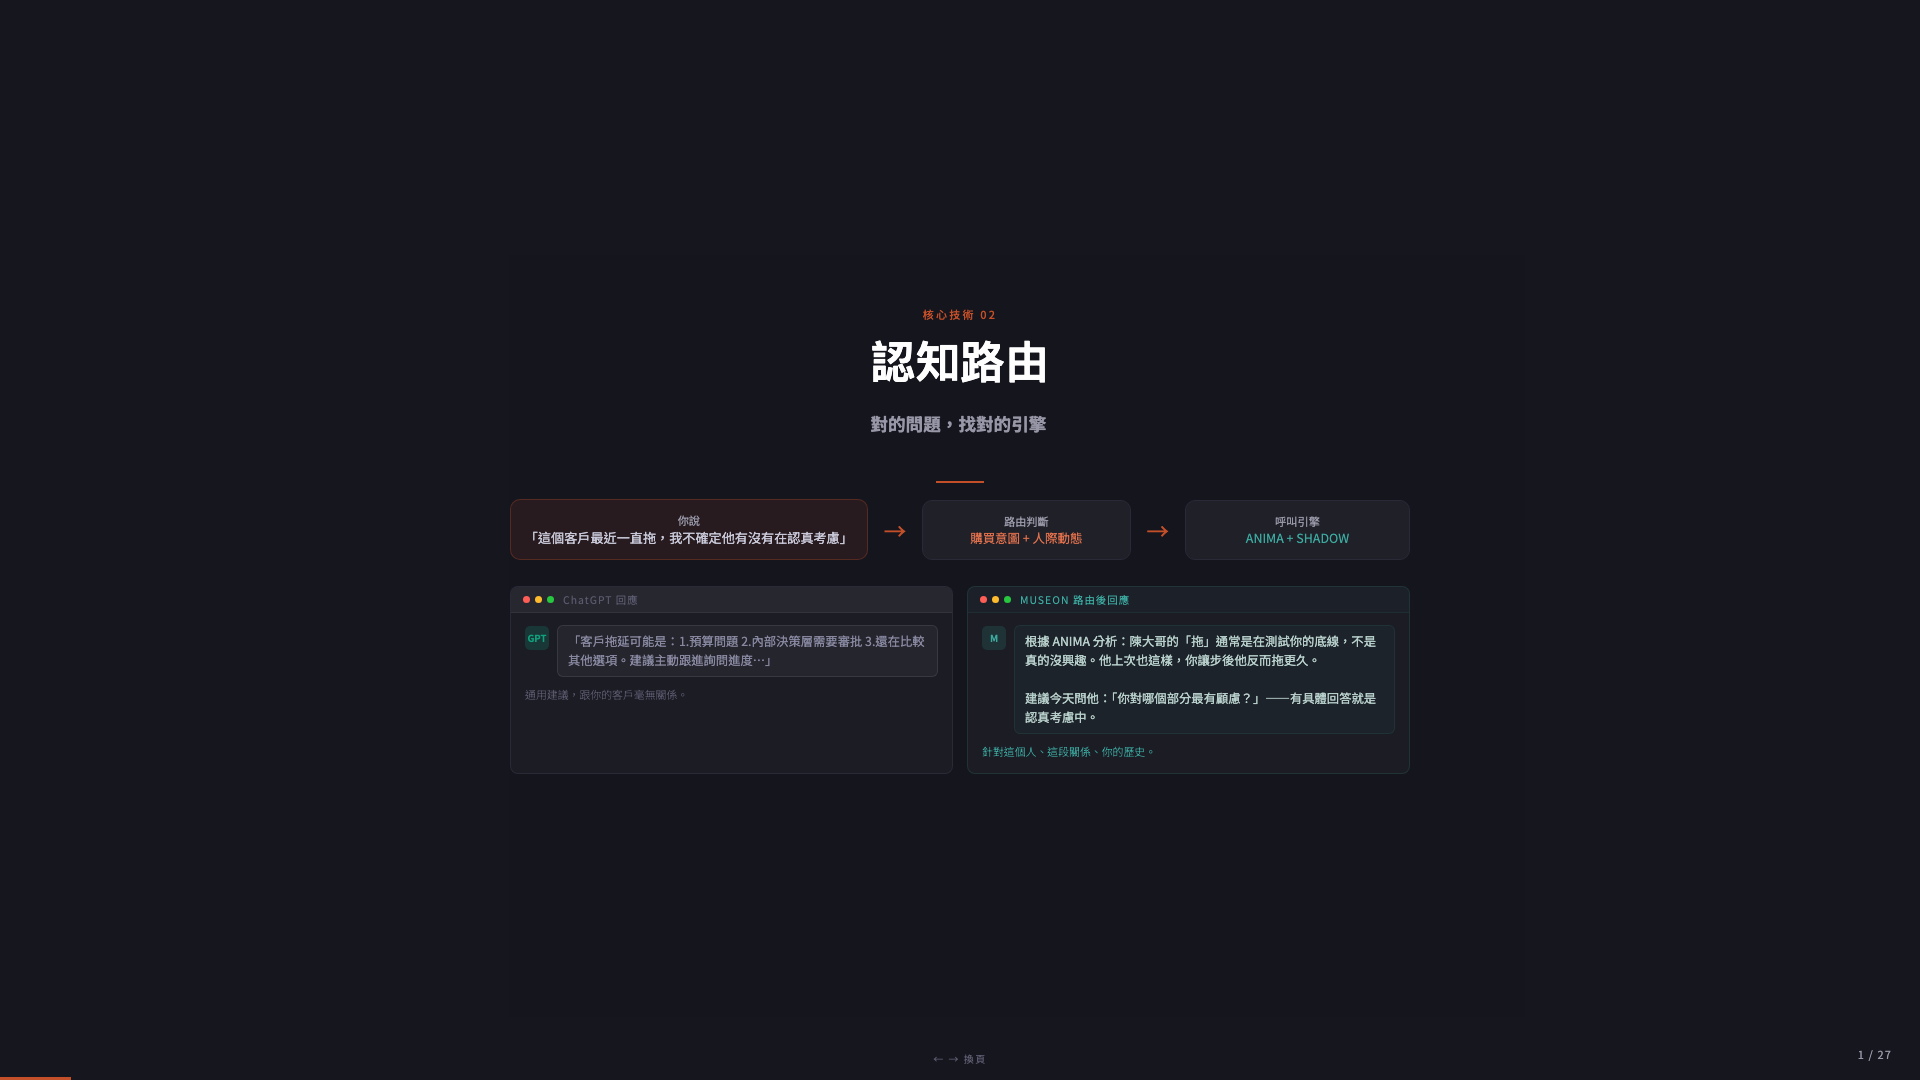 核心技術 02
認知路由
對的問題，找對的引擎
你說
「這個客戶最近一直拖，我不確定他有沒有在認真考慮」
→
路由判斷
購買意圖 + 人際動態
→
呼叫引擎
ANIMA + SHADOW
ChatGPT 回應
GPT
「客戶拖延可能是：1.預算問題 2.內部決策層需要審批 3.還在比較
其他選項。建議主動跟進詢問進度…」
通用建議，跟你的客戶毫無關係。
MUSEON 路由後回應
M
根據 ANIMA 分析：陳大哥的「拖」通常是在測試你的底線，不是
真的沒興趣。他上次也這樣，你讓步後他反而拖更久。
建議今天問他：「你對哪個部分最有顧慮？」——有具體回答就是
認真考慮中。
針對這個人、這段關係、你的歷史。
← → 換頁
1 / 27